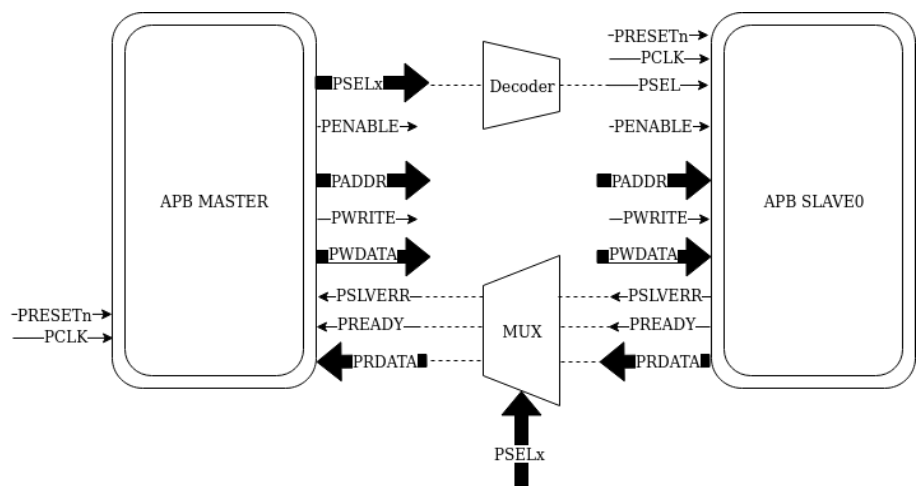 PSELx
PENABLE
PADDR
PWRITE
PWDATA
PSLVERR
PREADY
PRDATA
APB MASTER
PRESETn
PCLK
Decoder
MUX
PSELx
PRESETn
PCLK
PSEL
PENABLE
PADDR
PWRITE
PWDATA
PSLVERR
PREADY
PRDATA
APB SLAVE0